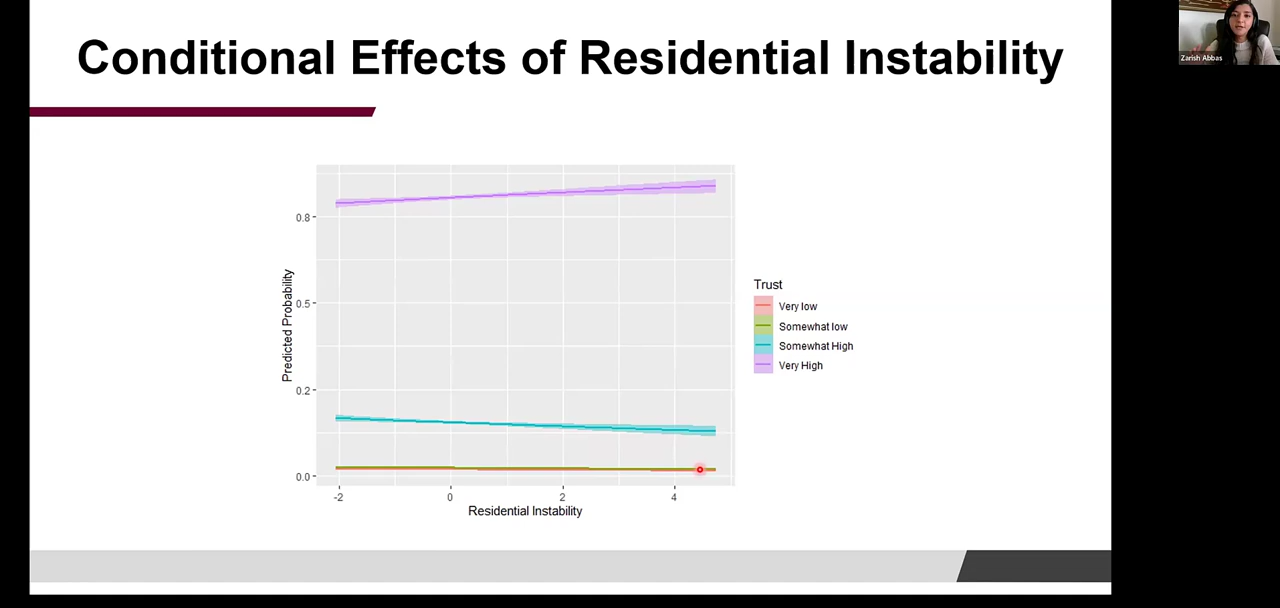 Conditional Effects of Residential Instability
Zarish Abbas
0.8
0.5
0.2
0.0
Predicted Probability
-2 0 2 4
Residential Instability
Trust
Very low
Somewhat low
Somewhat High
Very High